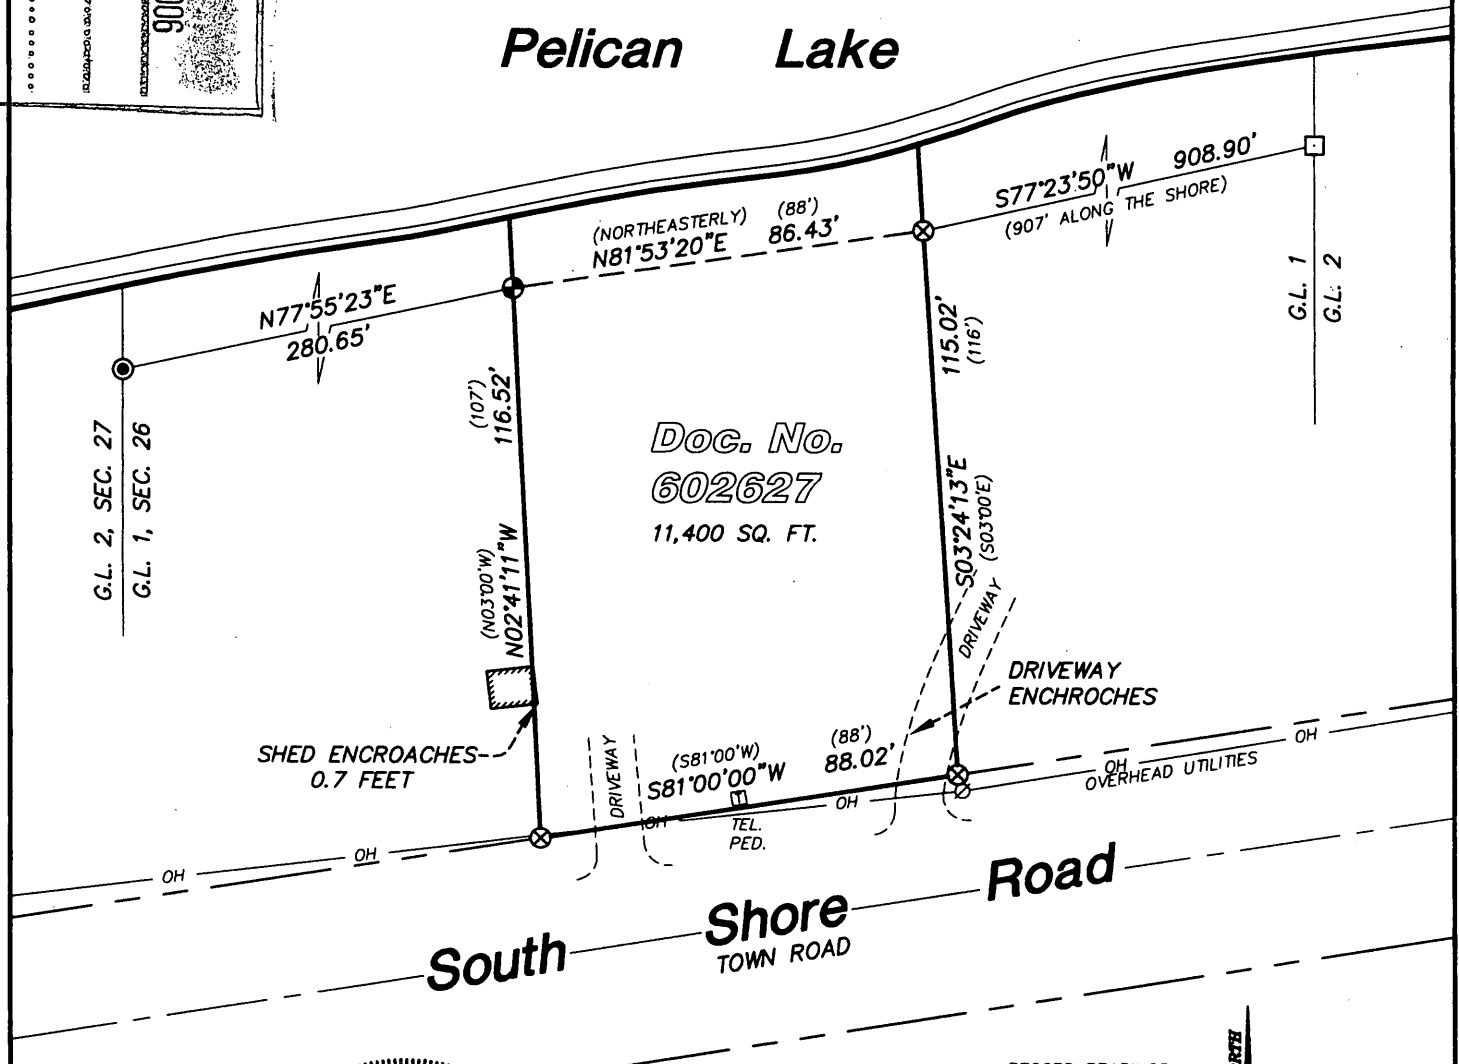 900
Pelican Lake
(NORTHEASTERLY) (88')
N81°53'20"E 86.43'
S77°23'50"W 908.90'
(907' ALONG THE SHORE)
N77°55'23"E
280.65'
G.L. 1
G.L. 2
G.L. 2, SEC. 27
G.L. 1, SEC. 26
(107')
116.52'
115.02'
(116')
Doc. No.
602627
11,400 SQ. FT.
(N03°00'W)
N02°41'11"W
S03°24'13"E
(S03°00'E)
DRIVEWAY
DRIVEWAY
ENCHROCHES
SHED ENCROACHES
0.7 FEET
DRIVEWAY
(S81°00'W) (88')
S81°00'00"W 88.02'
T
TEL.
PED.
OH
OH
OH
OH
OH
OH
OVERHEAD UTILITIES
South Shore Road
TOWN ROAD